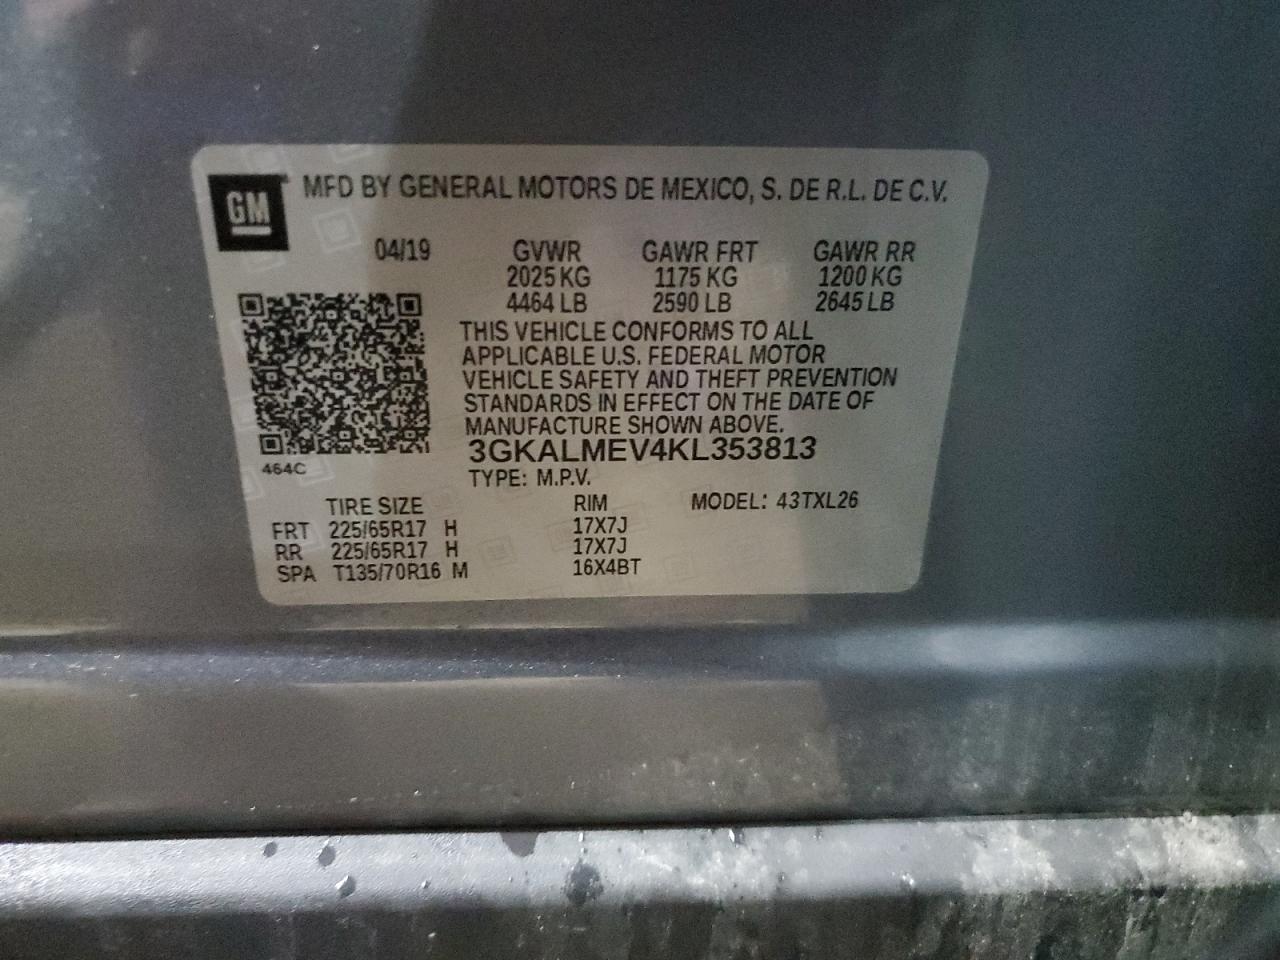 GM
MFD BY GENERAL MOTORS DE MEXICO, S. DE R.L. DE C.V.
04/19 GVWR GAWR FRT GAWR RR
2025 KG 1175 KG 1200 KG
4464 LB 2590 LB 2645 LB
THIS VEHICLE CONFORMS TO ALL
APPLICABLE U.S. FEDERAL MOTOR
VEHICLE SAFETY AND THEFT PREVENTION
STANDARDS IN EFFECT ON THE DATE OF
MANUFACTURE SHOWN ABOVE.
3GKALMEV4KL353813
464C
TYPE: M.P.V.
TIRE SIZE RIM MODEL: 43TXL26
FRT 225/65R17 H 17X7J
RR 225/65R17 H 17X7J
SPA T135/70R16 M 16X4BT